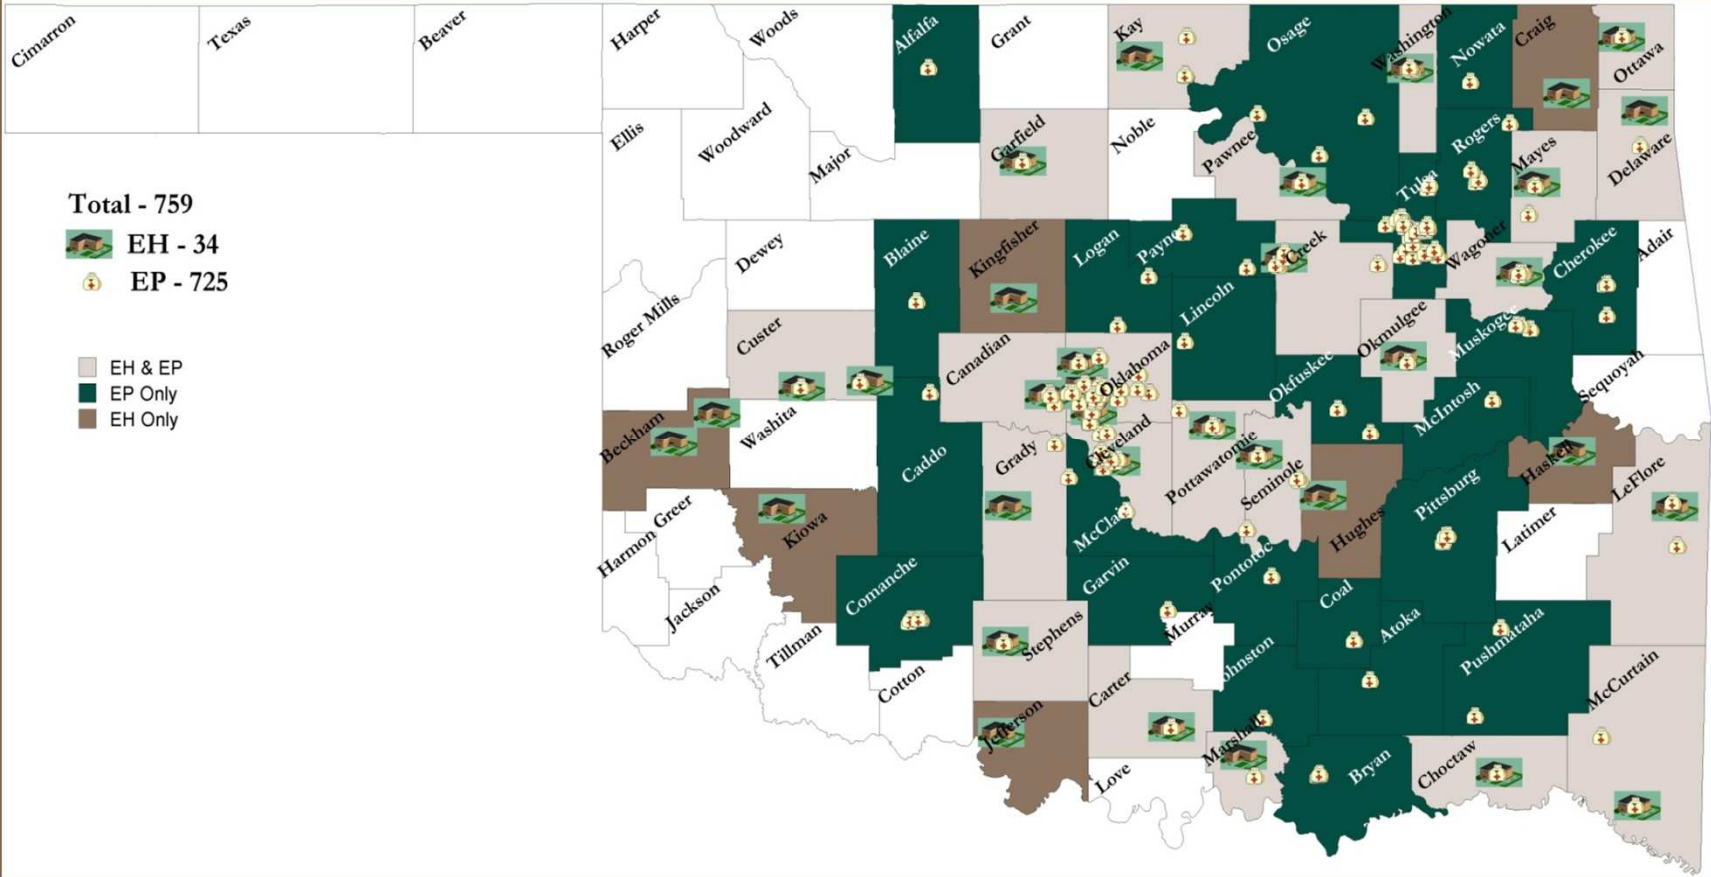 Cimarron
Texas
Beaver
Harper
Woods
Alfalfa
Grant
Kay
Osage
Washington
Nowata
Craig
Ottawa
Ellis
Woodward
Major
Garfield
Noble
Pawnee
Tulsa
Rogers
Mayes
Delaware
Total - 759
EH - 34
EP - 725
Dewey
Blaine
Kingfisher
Logan
Payne
Creek
Wagoner
Cherokee
Adair
Roger Mills
Custer
Canadian
Oklahoma
Lincoln
Okfuskee
Okmulgee
Muskogee
Sequoyah
EH & EP
EP Only
EH Only
Beckham
Washita
Caddo
Grady
Cleveland
Pottawatomie
Seminole
Hughes
McIntosh
Pittsburg
Haskell
LeFlore
Harmon
Greer
Kiowa
McClai
Latimer
Jackson
Comanche
Garvin
Pontotoc
Coal
Atoka
Pushmataha
Tillman
Cotton
Stephens
Murray
ohnston
McCurtain
Jefferson
Carter
Love
Marshall
Bryan
Choctaw